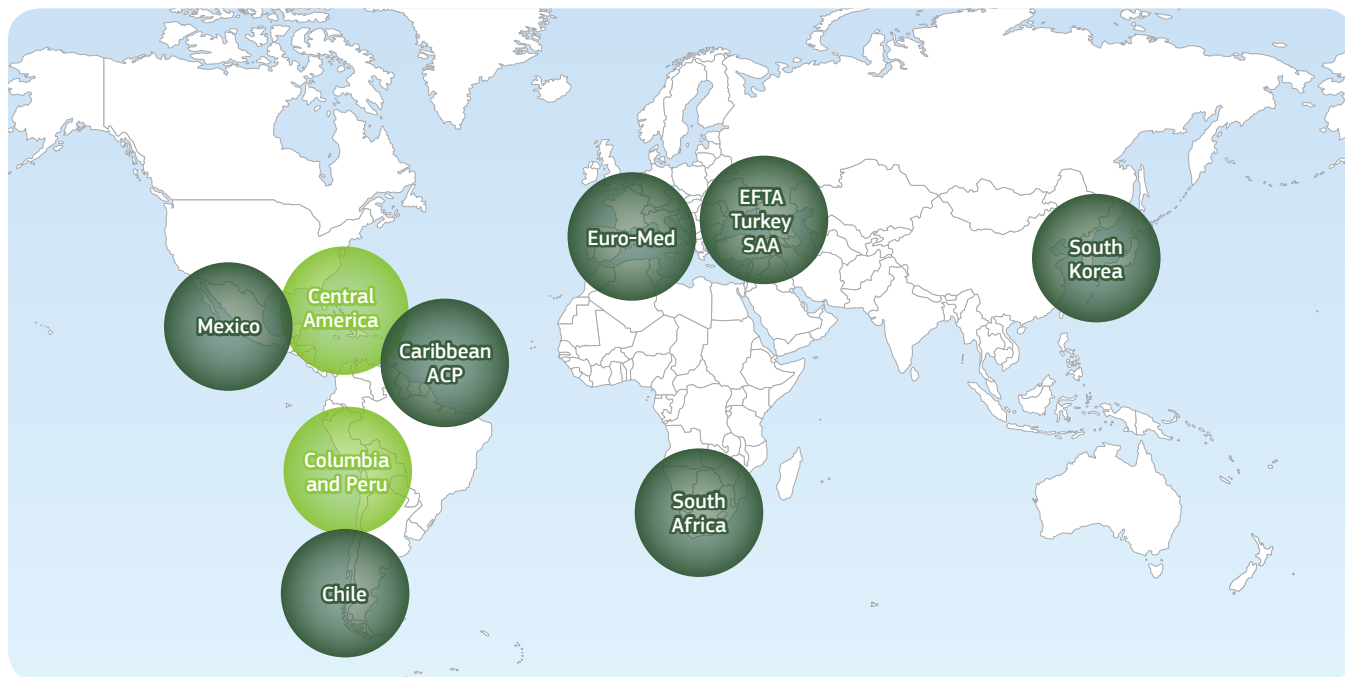 EFTA
Turkey
SAA
Euro-Med
South
Korea
Central
America
Mexico
Caribbean
ACP
Columbia
and Peru
South
Africa
Chile